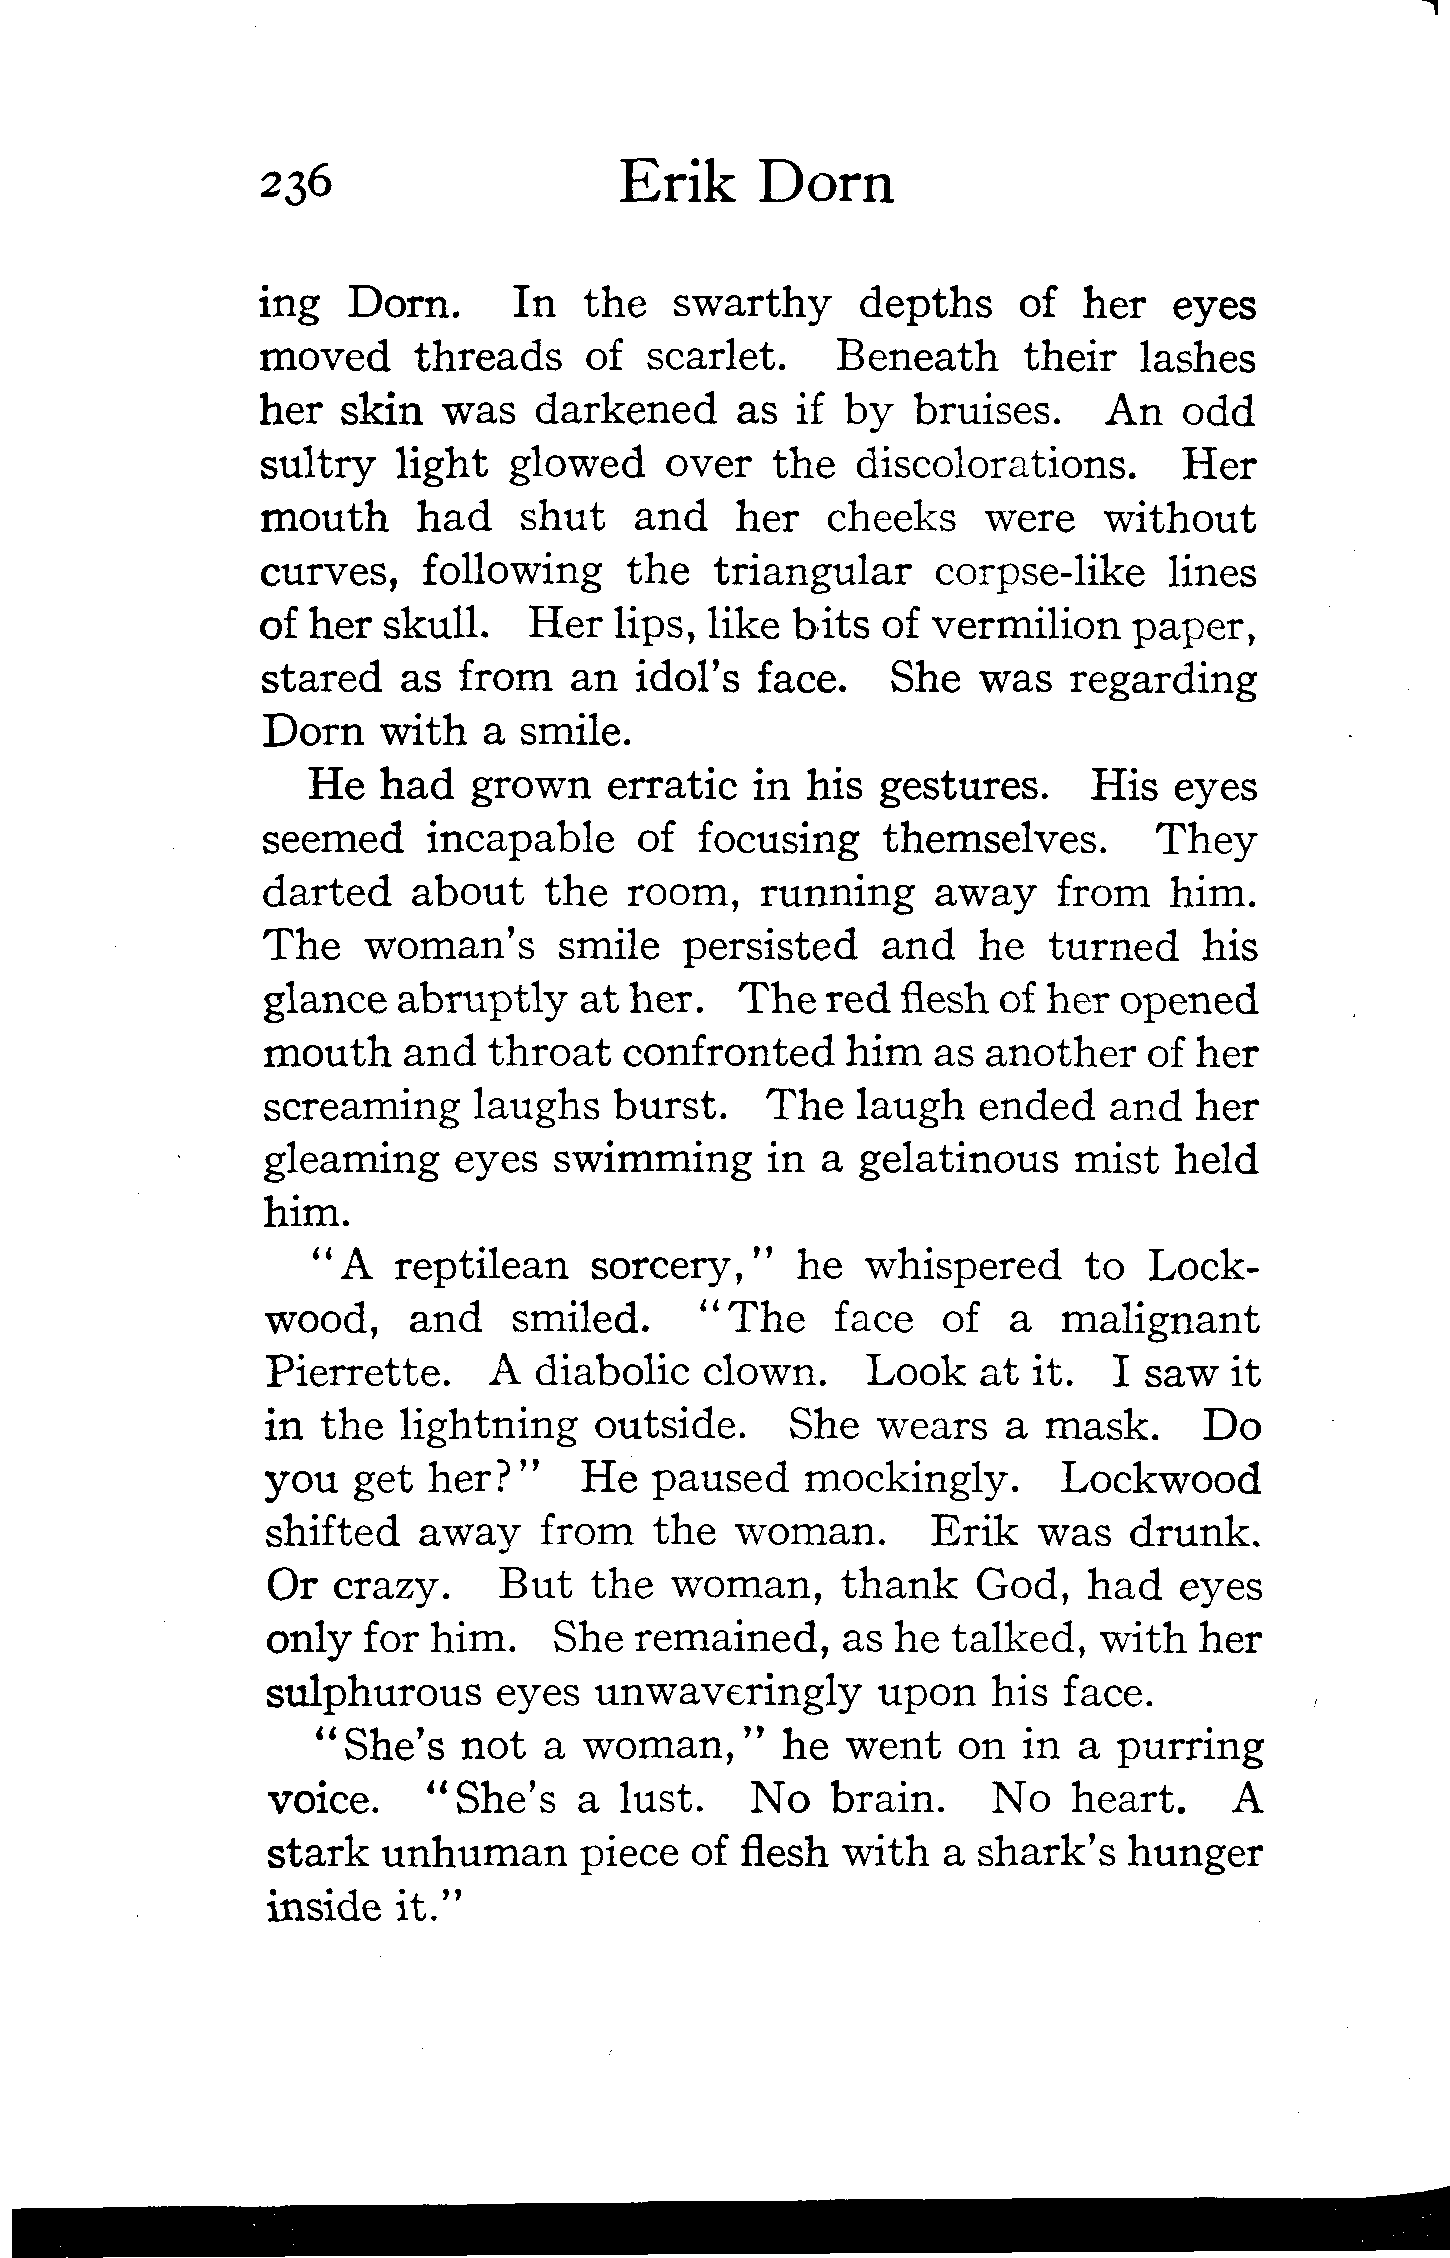 236 Erik Dorn
ing Dorn. In the swarthy depths of her eyes
moved threads of scarlet. Beneath their lashes
her skin was darkened as if by bruises. An odd
sultry light glowed over the discolorations. Her
mouth had shut and her cheeks were without
curves, following the triangular corpse-like lines
of her skull. Her lips, like bits of vermilion paper,
stared as from an idol's face. She was regarding
Dorn with a smile.
He had grown erratic in his gestures. His eyes
seemed incapable of focusing themselves. They
darted about the room, running away from him.
The woman's smile persisted and he turned his
glance abruptly at her. The red flesh of her opened
mouth and throat confronted him as another of her
screaming laughs burst. The laugh ended and her
gleaming eyes swimming in a gelatinous mist held
him.
"A reptilean sorcery," he whispered to Lock-
wood, and smiled. "The face of a malignant
Pierrette. A diabolic clown. Look at it. I saw it
in the lightning outside. She wears a mask. Do
you get her?" He paused mockingly. Lockwood
shifted away from the woman. Erik was drunk.
Or crazy. But the woman, thank God, had eyes
only for him. She remained, as he talked, with her
sulphurous eyes unwaveringly upon his face.
"She's not a woman," he went on in a purring
voice. "She's a lust. No brain. No heart. A
stark unhuman piece of flesh with a shark's hunger
inside it."